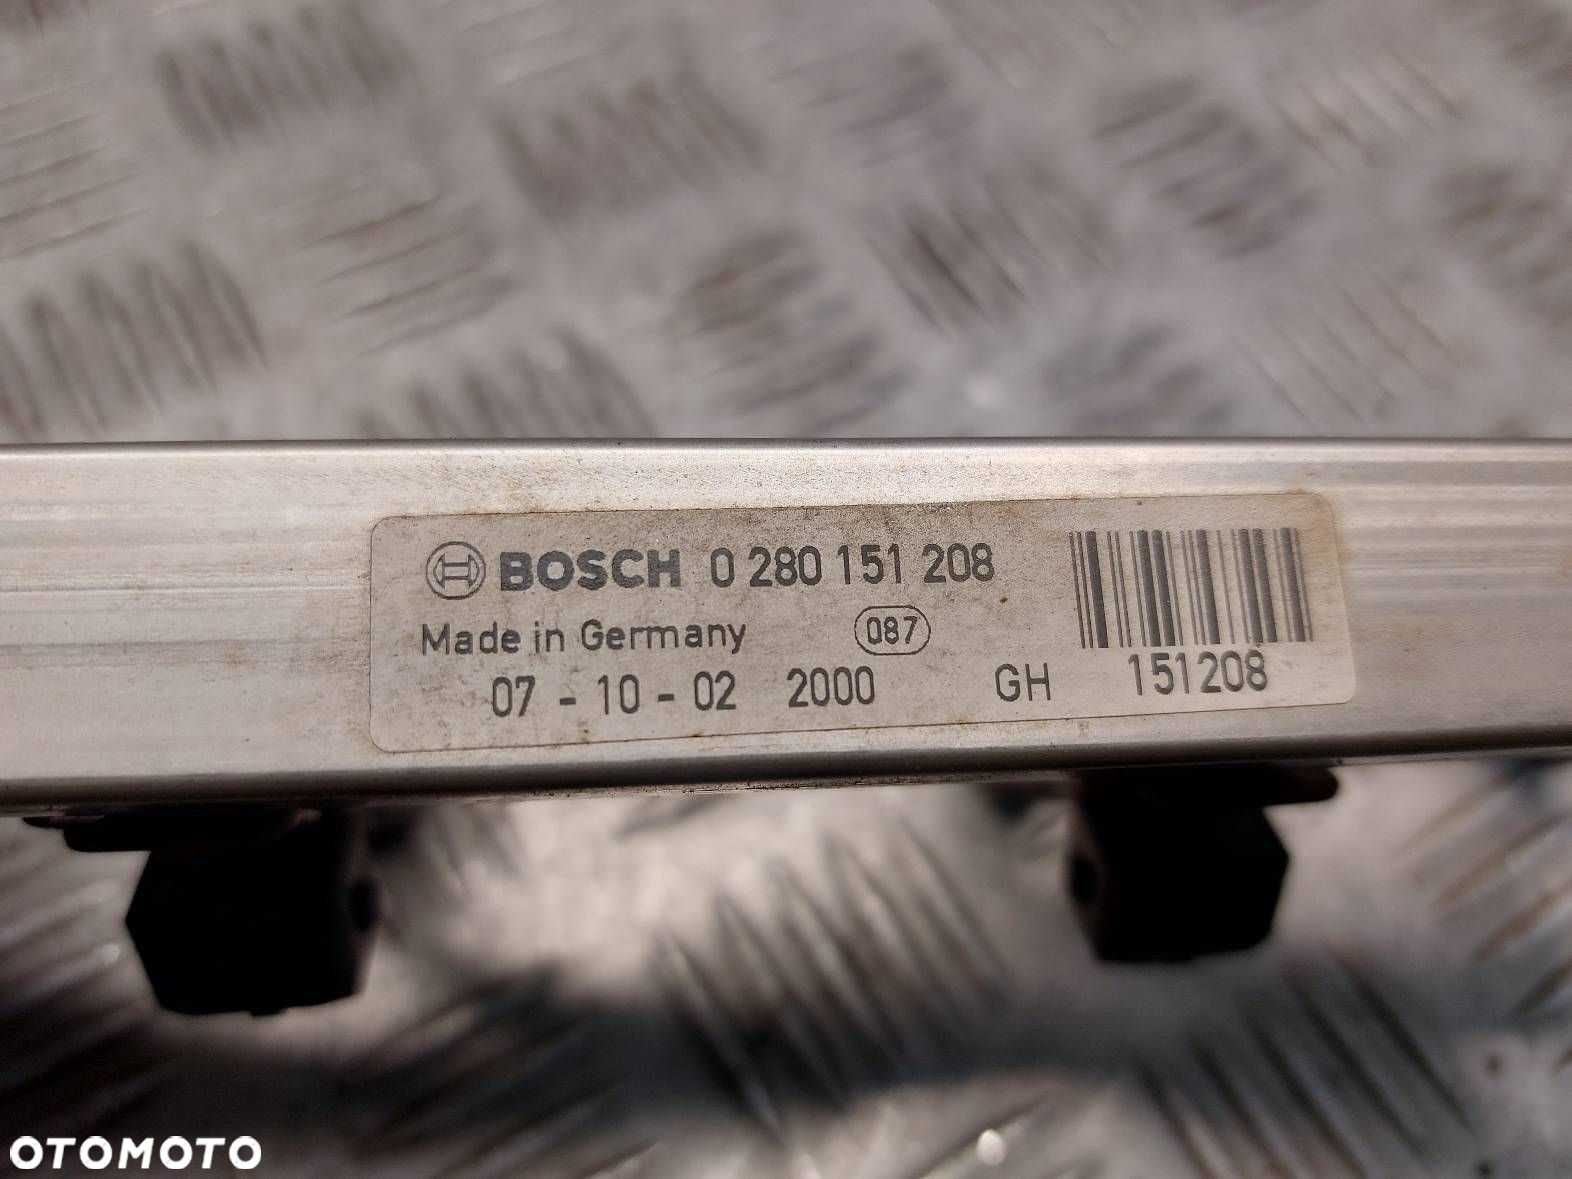 BOSCH 0 280 151 208
Made in Germany 087
07 - 10 - 02 2000 GH 151208
OTOMOTO